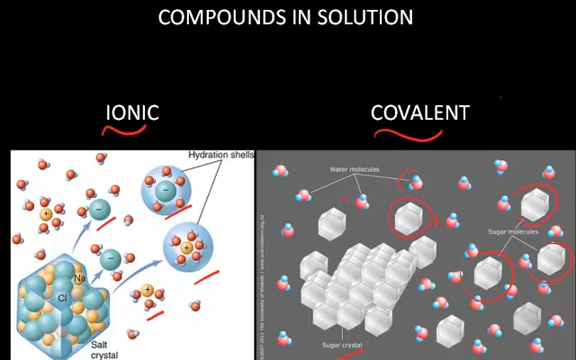 COMPOUNDS IN SOLUTION
IONIC
COVALENT
Hydration shells
Na
Cl
Salt
crystal
+
−
−
+
−
+
Water molecules
Sugar molecules
Sugar crystal